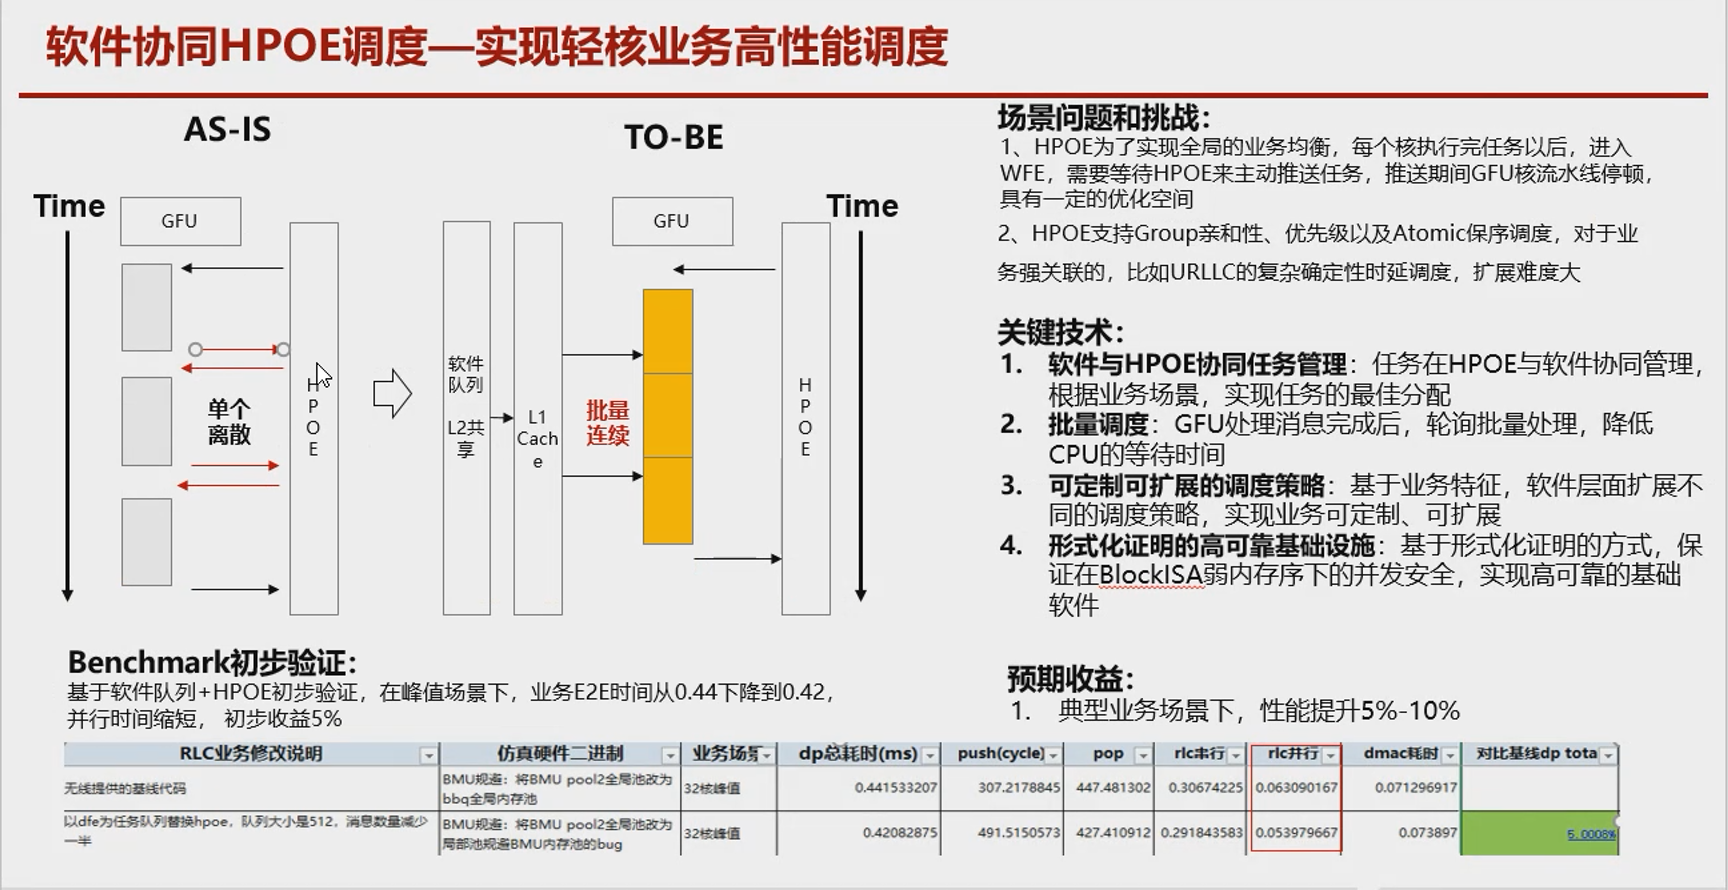 软件协同HPOE调度—实现轻核业务高性能调度
AS-IS
TO-BE
Time
GFU
GFU
Time
HPOE
单个
离散
软件
队列
L2共
享
L1
Cach
e
批量
连续
HPOE
场景问题和挑战：
1、HPOE为了实现全局的业务均衡，每个核执行完任务以后，进入
WFE，需要等待HPOE来主动推送任务，推送期间GFU核流水线停顿，
具有一定的优化空间
2、HPOE支持Group亲和性、优先级以及Atomic保序调度，对于业
务强关联的，比如URLLC的复杂确定性时延调度，扩展难度大
关键技术：
1. 软件与HPOE协同任务管理：任务在HPOE与软件协同管理，
根据业务场景，实现任务的最佳分配
2. 批量调度：GFU处理消息完成后，轮询批量处理，降低
CPU的等待时间
3. 可定制可扩展的调度策略：基于业务特征，软件层面扩展不
同的调度策略，实现业务可定制、可扩展
4. 形式化证明的高可靠基础设施：基于形式化证明的方式，保
证在BlockISA弱内存序下的并发安全，实现高可靠的基础
软件
Benchmark初步验证：
基于软件队列+HPOE初步验证，在峰值场景下，业务E2E时间从0.44下降到0.42，
并行时间缩短， 初步收益5%
预期收益：
1. 典型业务场景下，性能提升5%-10%
RLC业务修改说明 仿真硬件二进制 业务场景 dp总耗时(ms) push(cycle) pop rlc串行 rlc并行 dmac耗时 对比基线dp tota
无线提供的基线代码 BMU规避：将BMU pool2全局池改为
bbq全局内存池 32核峰值 0.441533207 307.2178845 447.481302 0.30674225 0.063090167 0.071296917
以dfe为任务队列替换hpoe，队列大小是512，消息数量减少
一半 BMU规避：将BMU pool2全局池改为
局部池规避BMU内存池的bug 32核峰值 0.42082875 491.5150573 427.410912 0.291843583 0.053979667 0.073897 5.0008%